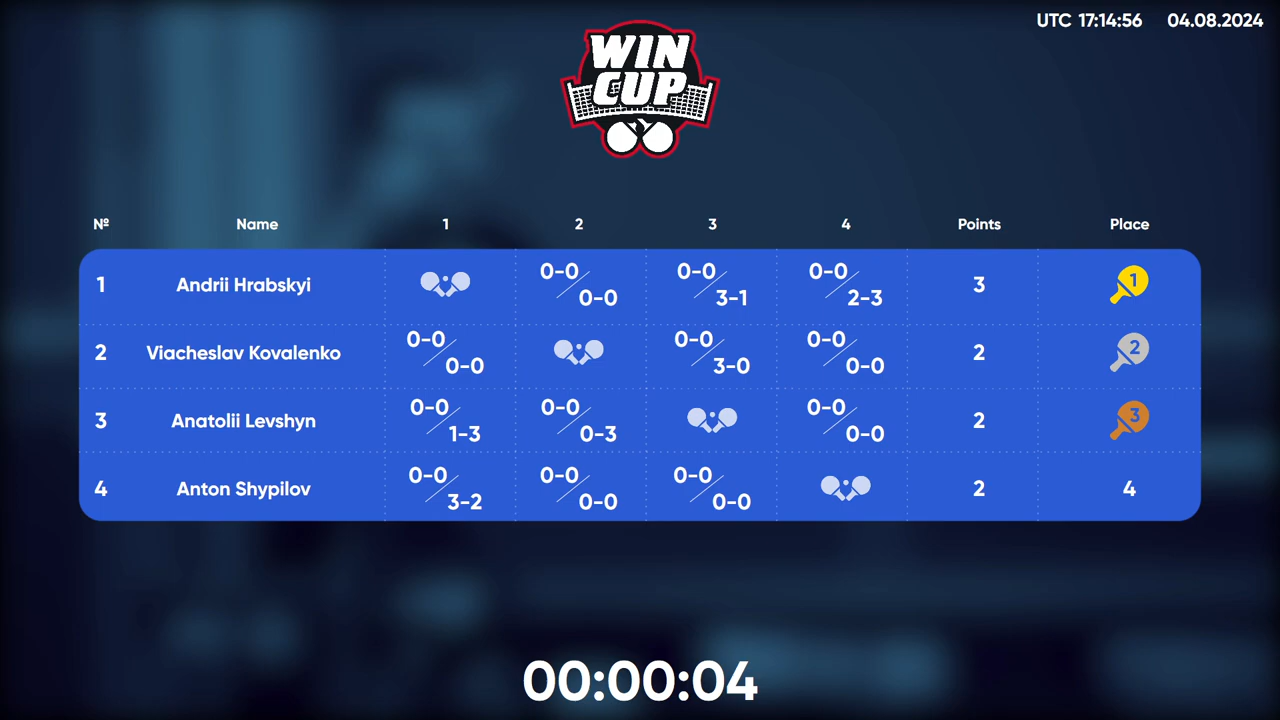 UTC 17:14:56 04.08.2024
WIN
CUP
№ Name 1 2 3 4 Points Place
1 Andrii Hrabskyi 0-0 0-0 0-0 3-1 0-0 2-3 3 1
2 Viacheslav Kovalenko 0-0 0-0 0-0 3-0 0-0 0-0 2 2
3 Anatolii Levshyn 0-0 1-3 0-0 0-3 0-0 0-0 2 3
4 Anton Shypilov 0-0 3-2 0-0 0-0 0-0 0-0 2 4
00:00:04